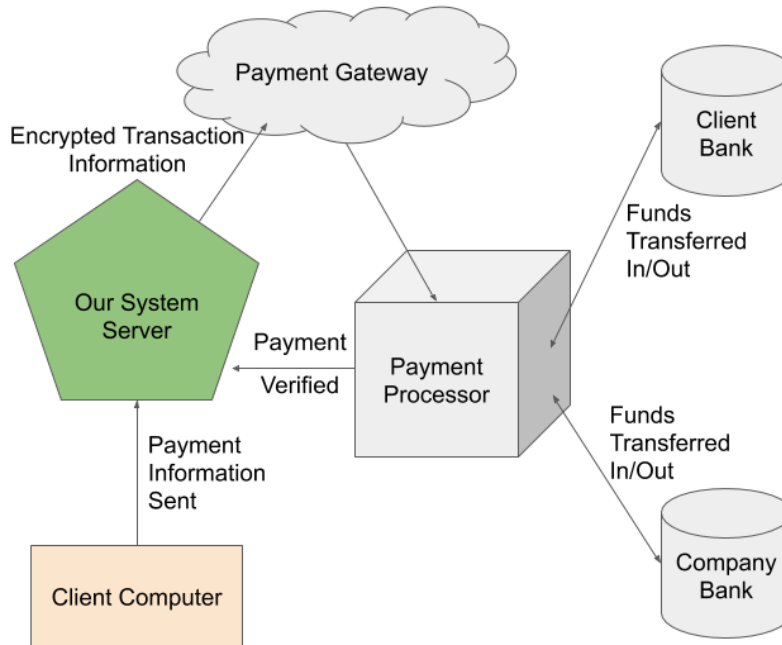 Payment Gateway
Client
Bank
Encrypted Transaction
Information
Funds
Transferred
In/Out
Our System
Server
Payment
Verified
Payment
Processor
Funds
Transferred
In/Out
Payment
Information
Sent
Client Computer
Company
Bank